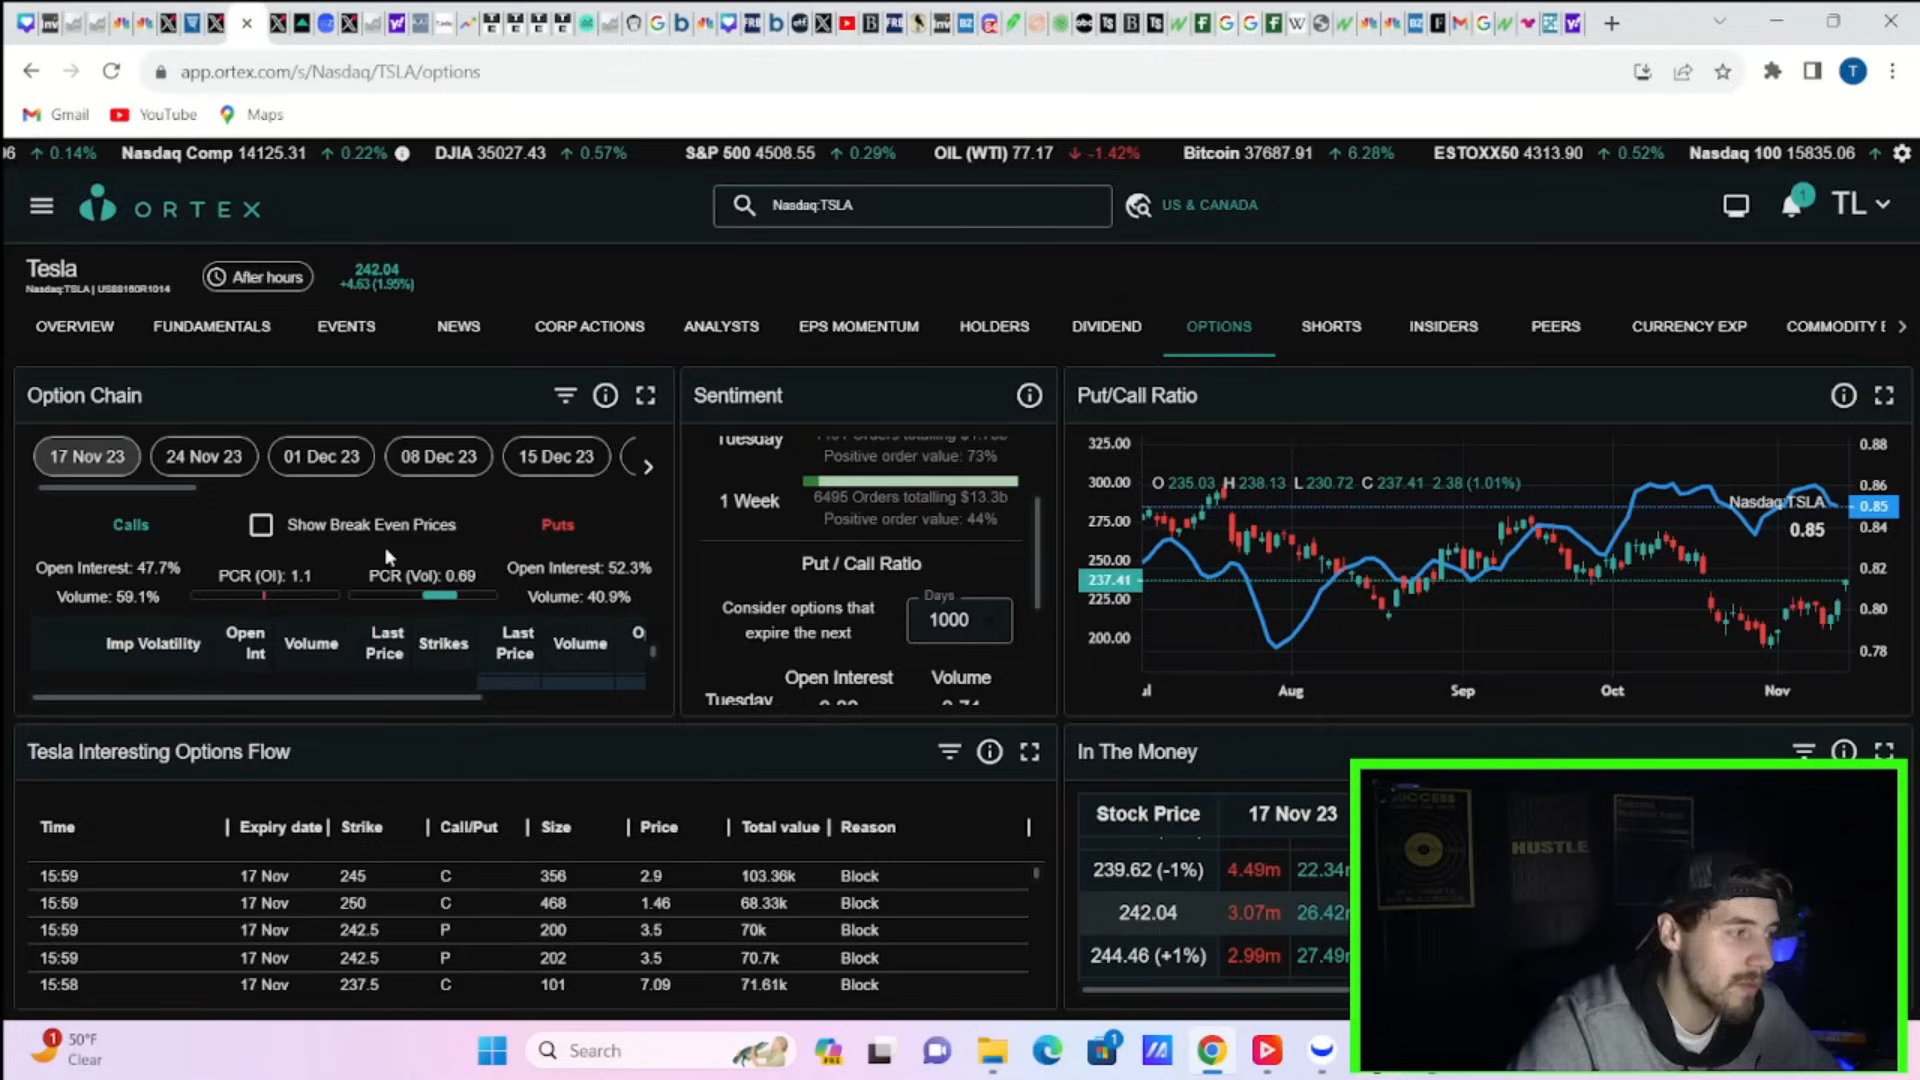 app.ortex.com/s/Nasdaq/TSLA/options
T
Gmail YouTube Maps
0.14% Nasdaq Comp 14125.31 0.22% DJIA 35027.43 0.57% S&P 500 4508.55 0.29% OIL (WTI) 77.17 -1.42% Bitcoin 37687.91 6.28% ESTOXX50 4313.90 0.52% Nasdaq 100 15835.06
ORTEX
Nasdaq:TSLA
US & CANADA
1
TL
Tesla
Nasdaq:TSLA | US88160R1014
After hours
242.04
+4.63 (1.95%)
OVERVIEW FUNDAMENTALS EVENTS NEWS CORP ACTIONS ANALYSTS EPS MOMENTUM HOLDERS DIVIDEND OPTIONS SHORTS INSIDERS PEERS CURRENCY EXP COMMODITY E
Option Chain
17 Nov 23 24 Nov 23 01 Dec 23 08 Dec 23 15 Dec 23
Calls Show Break Even Prices Puts
Open Interest: 47.7% PCR (OI): 1.1 PCR (Vol): 0.69 Open Interest: 52.3%
Volume: 59.1% Volume: 40.9%
Imp Volatility Open Int Volume Last Price Strikes Last Price Volume O
Sentiment
Tuesday
Positive order value: 73%
1 Week
6495 Orders totalling $13.3b
Positive order value: 44%
Put / Call Ratio
Consider options that
expire the next
Days
1000
Open Interest Volume
Tuesday
Put/Call Ratio
O 235.03 H 238.13 L 230.72 C 237.41 2.38 (1.01%)
Nasdaq:TSLA
0.85
325.00
300.00
275.00
250.00
237.41
225.00
200.00
0.88
0.86
0.85
0.84
0.82
0.80
0.78
Aug Sep Oct Nov
Tesla Interesting Options Flow
Time Expiry date Strike Call/Put Size Price Total value Reason
15:59 17 Nov 245 C 356 2.9 103.36k Block
15:59 17 Nov 250 C 468 1.46 68.33k Block
15:59 17 Nov 242.5 P 200 3.5 70k Block
15:59 17 Nov 242.5 P 202 3.5 70.7k Block
15:58 17 Nov 237.5 C 101 7.09 71.61k Block
In The Money
Stock Price 17 Nov 23
239.62 (-1%) 4.49m 22.34m
242.04 3.07m 26.42m
244.46 (+1%) 2.99m 27.49m
HUSTLE
1
50°F
Clear
Search
1